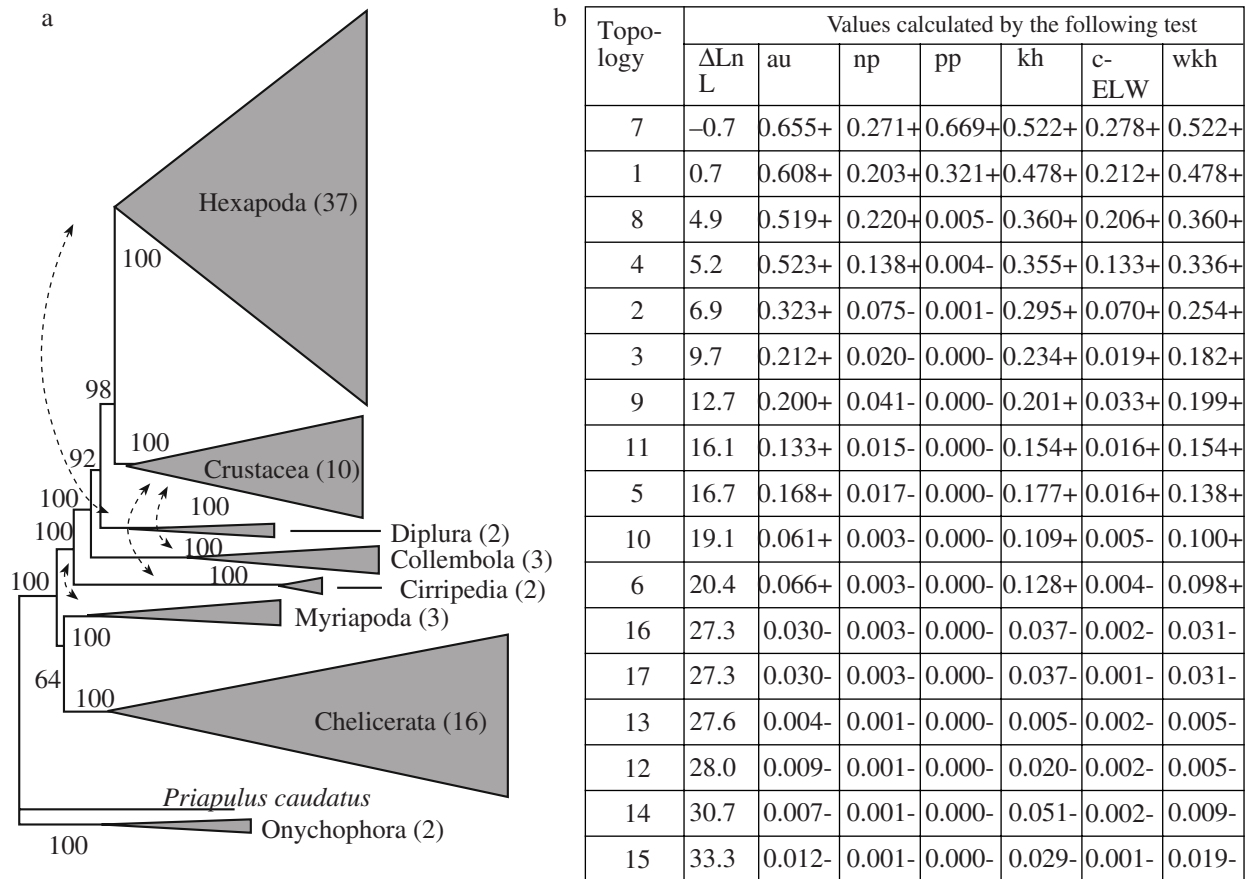 a
Hexapoda (37)
100
98
100
92
Crustacea (10)
100
100
Diplura (2)
100
100
Collembola (3)
100
100
Cirripedia (2)
Myriapoda (3)
100
64
100
Chelicerata (16)
Priapulus caudatus
Onychophora (2)
100
b
Topo-
logy
Values calculated by the following test
ΔLn
L
au
np
pp
kh
c-
ELW
wkh
7 –0.7 0.655+ 0.271+ 0.669+ 0.522+ 0.278+ 0.522+
1 0.7 0.608+ 0.203+ 0.321+ 0.478+ 0.212+ 0.478+
8 4.9 0.519+ 0.220+ 0.005- 0.360+ 0.206+ 0.360+
4 5.2 0.523+ 0.138+ 0.004- 0.355+ 0.133+ 0.336+
2 6.9 0.323+ 0.075- 0.001- 0.295+ 0.070+ 0.254+
3 9.7 0.212+ 0.020- 0.000- 0.234+ 0.019+ 0.182+
9 12.7 0.200+ 0.041- 0.000- 0.201+ 0.033+ 0.199+
11 16.1 0.133+ 0.015- 0.000- 0.154+ 0.016+ 0.154+
5 16.7 0.168+ 0.017- 0.000- 0.177+ 0.016+ 0.138+
10 19.1 0.061+ 0.003- 0.000- 0.109+ 0.005- 0.100+
6 20.4 0.066+ 0.003- 0.000- 0.128+ 0.004- 0.098+
16 27.3 0.030- 0.003- 0.000- 0.037- 0.002- 0.031-
17 27.3 0.030- 0.003- 0.000- 0.037- 0.001- 0.031-
13 27.6 0.004- 0.001- 0.000- 0.005- 0.002- 0.005-
12 28.0 0.009- 0.001- 0.000- 0.020- 0.002- 0.005-
14 30.7 0.007- 0.001- 0.000- 0.051- 0.002- 0.009-
15 33.3 0.012- 0.001- 0.000- 0.029- 0.001- 0.019-